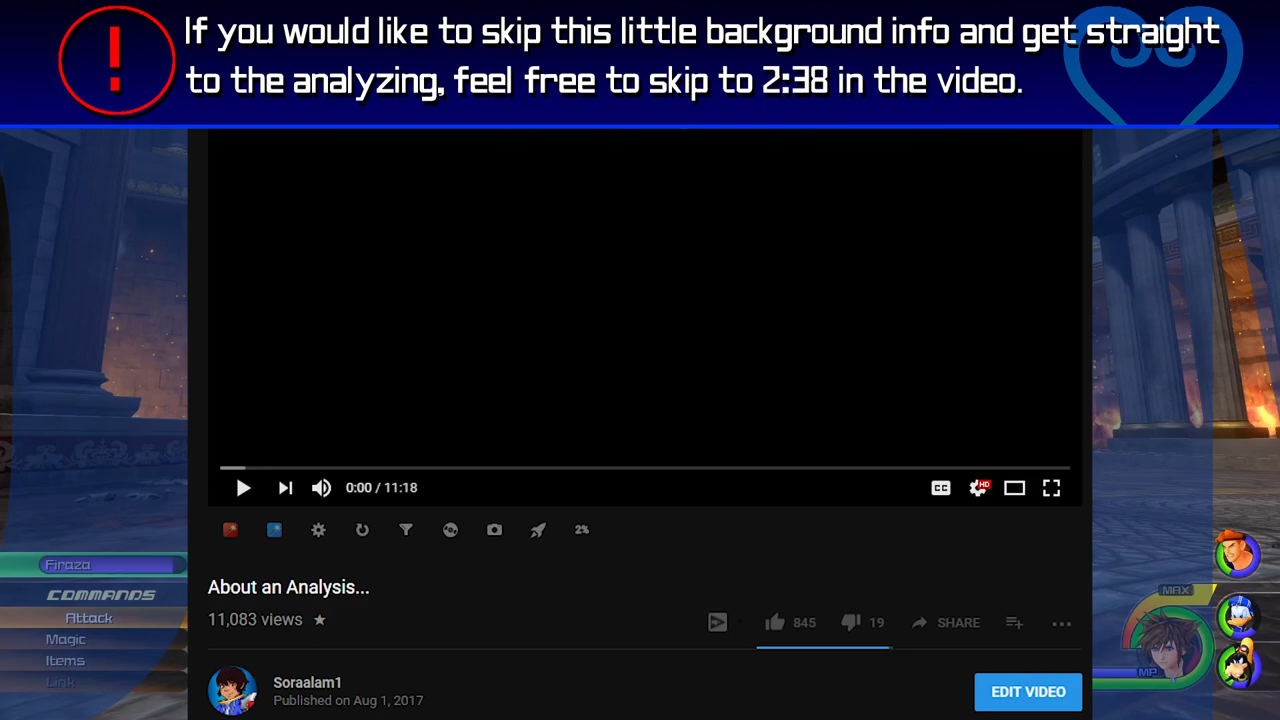 If you would like to skip this little background info and get straight
to the analyzing, feel free to skip to 2:38 in the video.
!
0:00 / 11:18
CC
HD
2%
Firaza
COMMANDS
Attack
Magic
Items
Link
About an Analysis...
11,083 views
845
19
SHARE
Soraalam1
Published on Aug 1, 2017
EDIT VIDEO
MAX
MP